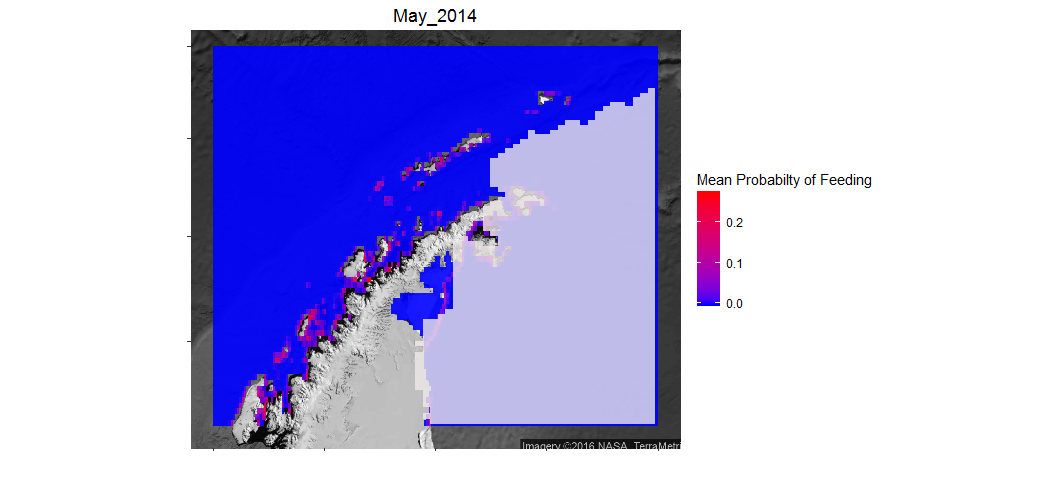 May_2014
Mean Probabilty of Feeding
0.2
0.1
0.0
Imagery ©2016 NASA, TerraMetri